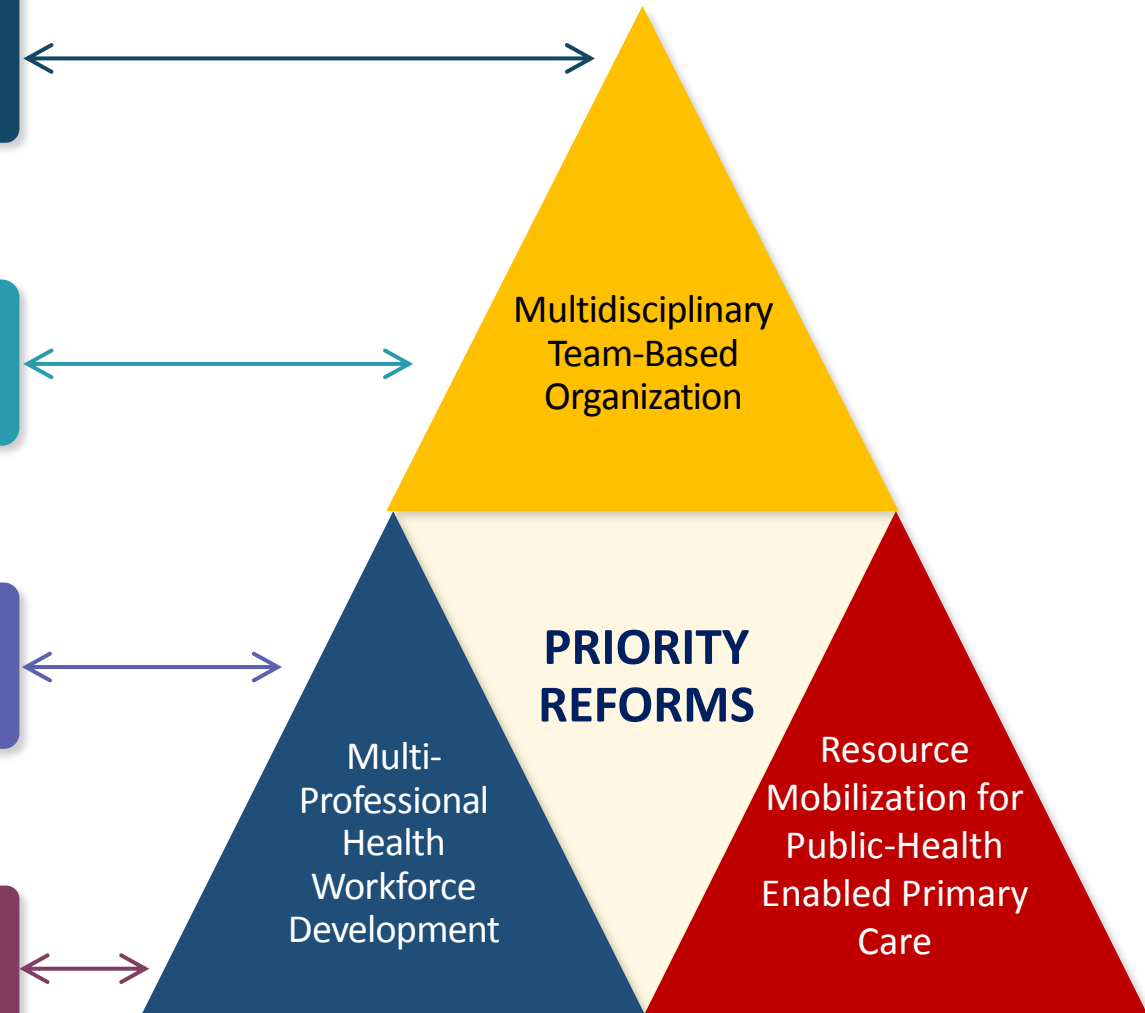 Multidisciplinary
Team-Based
Organization
PRIORITY
REFORMS
Multi-
Professional
Health
Workforce
Development
Resource
Mobilization for
Public-Health
Enabled Primary
Care